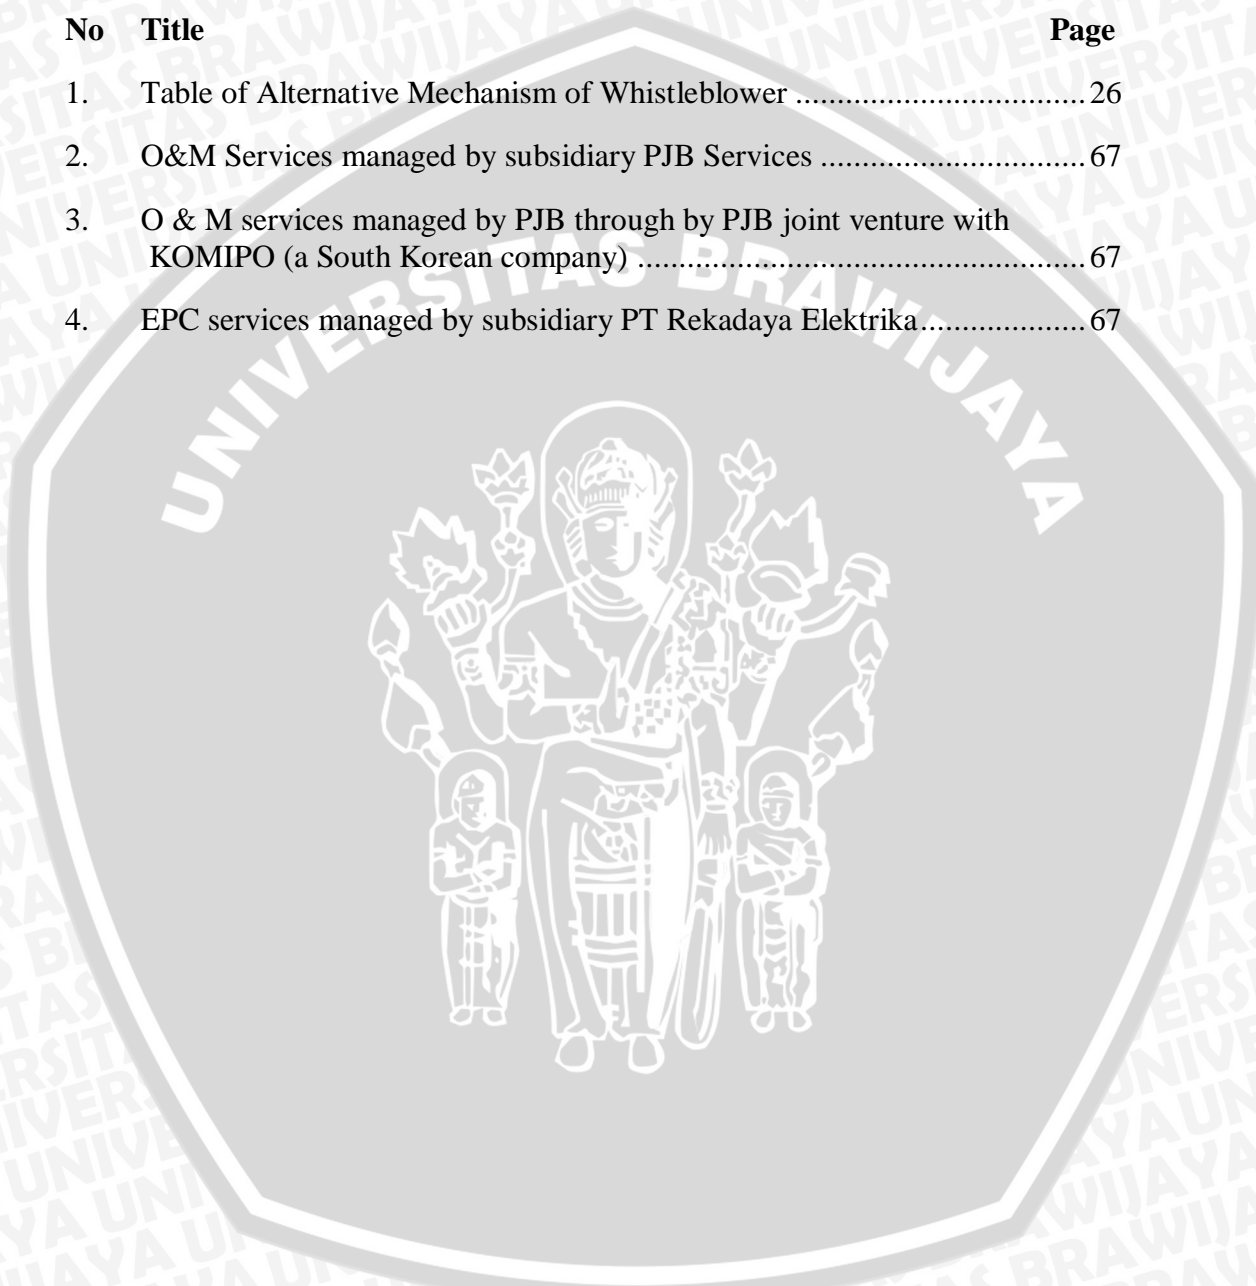 No Title Page
1. Table of Alternative Mechanism of Whistleblower ................................... 26
2. O&M Services managed by subsidiary PJB Services ................................ 67
3. O & M services managed by PJB through by PJB joint venture with
KOMIPO (a South Korean company) ...................................................... 67
4. EPC services managed by subsidiary PT Rekadaya Elektrika.................... 67
UNIVERSITAS BRAWIJAYA